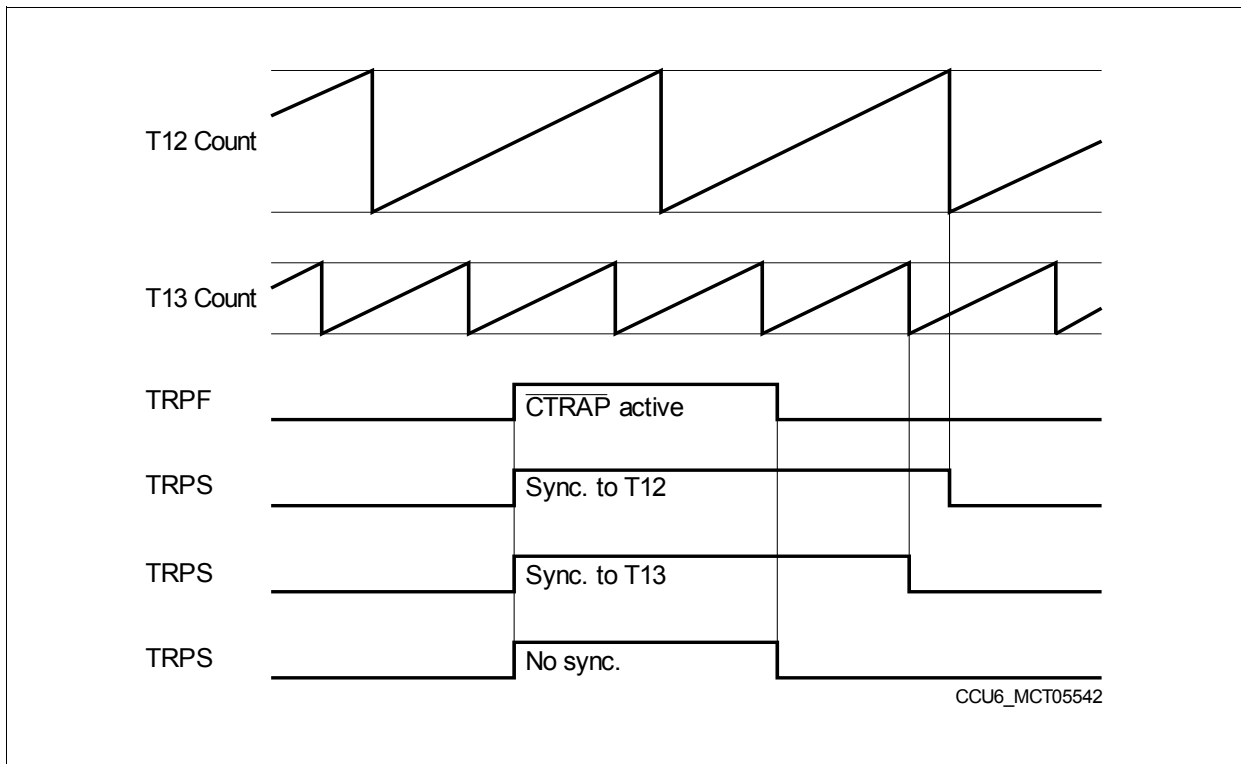 T12 Count
T13 Count
TRPF
CTRAP active
TRPS
Sync. to T12
TRPS
Sync. to T13
TRPS
No sync.
CCU6_MCT05542